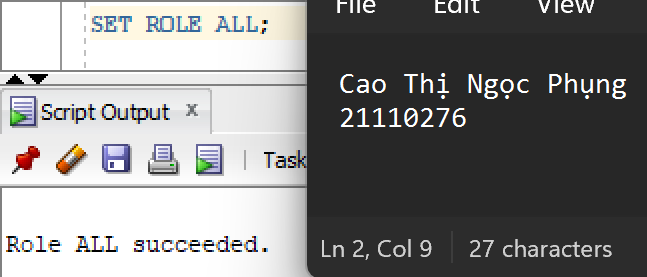 SET ROLE ALL;
Script Output x
Task
Role ALL succeeded.
File Edit View
Cao Thị Ngọc Phụng
21110276
Ln 2, Col 9 27 characters